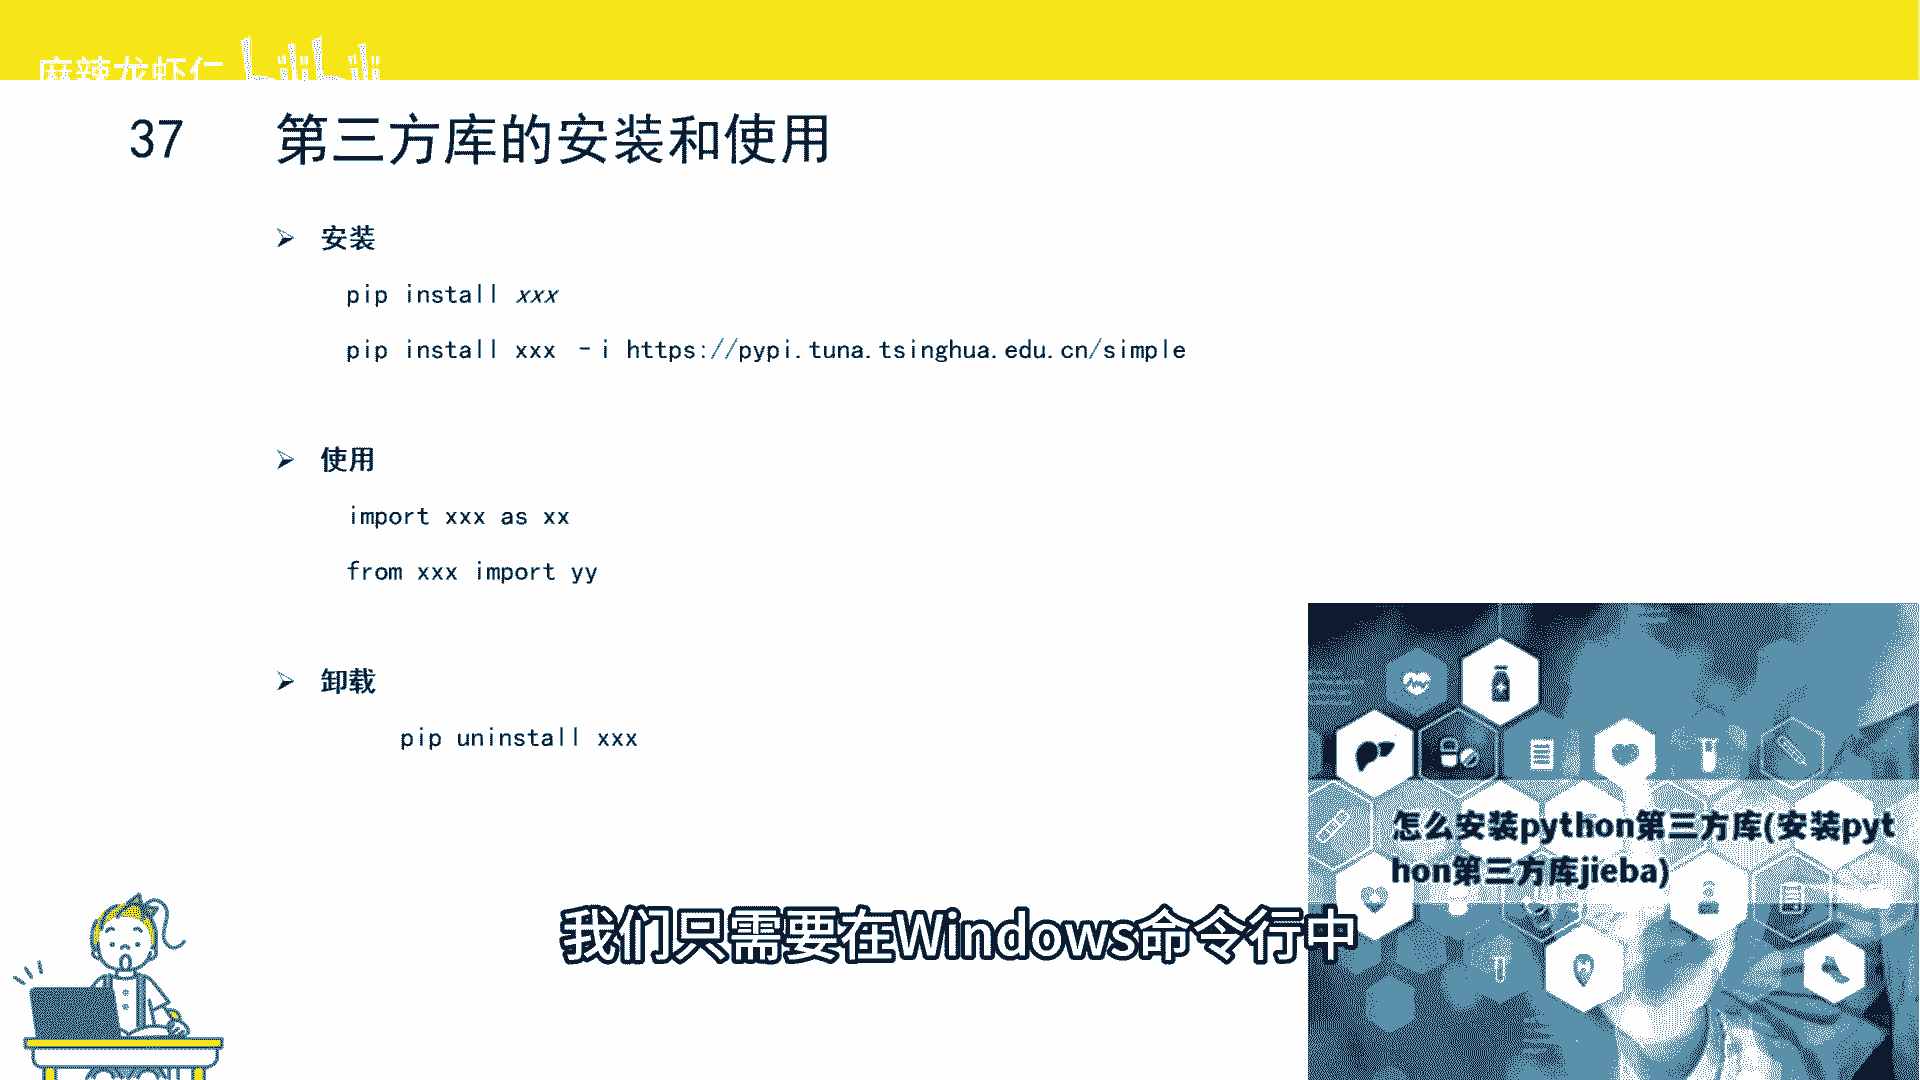 麻辣龙虾仁 bilibili
37 第三方库的安装和使用
➢ 安装
pip install xxx
pip install xxx –i https://pypi.tuna.tsinghua.edu.cn/simple
➢ 使用
import xxx as xx
from xxx import yy
➢ 卸载
pip uninstall xxx
怎么安装python第三方库(安装pyt
hon第三方库jieba)
我们只需要在Windows命令行中